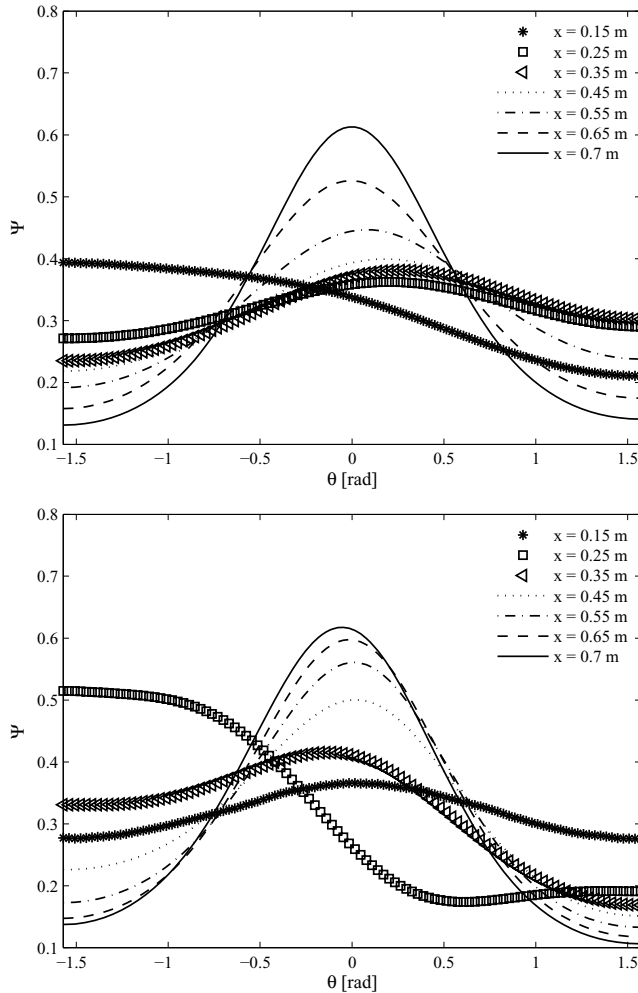 0.8
x = 0.15 m
x = 0.25 m
0.7
x = 0.35 m
x = 0.45 m
x = 0.55 m
0.6
x = 0.65 m
x = 0.7 m
0.5
Ψ
0.4
0.3
0.2
0.1
−1.5 −1 −0.5 0 0.5 1 1.5
θ [rad]
0.8
x = 0.15 m
x = 0.25 m
0.7
x = 0.35 m
x = 0.45 m
x = 0.55 m
0.6
x = 0.65 m
x = 0.7 m
0.5
Ψ
0.4
0.3
0.2
0.1
−1.5 −1 −0.5 0 0.5 1 1.5
θ [rad]